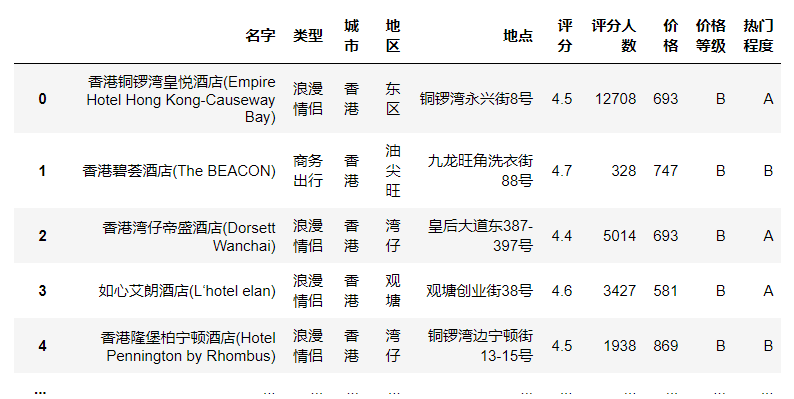 名字 类型 城市 地区 地点 评分 评分人数 价格 价格等级 热门程度
0 香港铜锣湾皇悦酒店(Empire Hotel Hong Kong-Causeway Bay) 浪漫情侣 香港 东区 铜锣湾永兴街8号 4.5 12708 693 B A
1 香港碧荟酒店(The BEACON) 商务出行 香港 油尖旺 九龙旺角洗衣街88号 4.7 328 747 B B
2 香港湾仔帝盛酒店(Dorsett Wanchai) 浪漫情侣 香港 湾仔 皇后大道东387-397号 4.4 5014 693 B A
3 如心艾朗酒店(L‘hotel elan) 浪漫情侣 香港 观塘 观塘创业街38号 4.6 3427 581 B A
4 香港隆堡柏宁顿酒店(Hotel Pennington by Rhombus) 浪漫情侣 香港 湾仔 铜锣湾边宁顿街13-15号 4.5 1938 869 B B
... ... ... ... ... ... ... ... ... ... ...